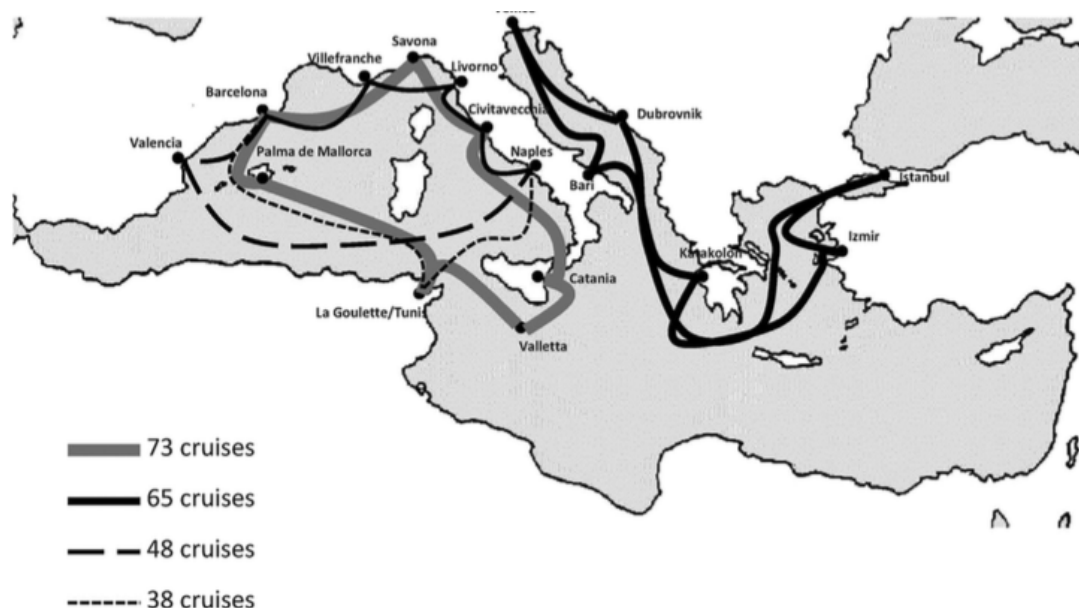 Savona
Villefranche
Livorno
Barcelona
Civitavecchia
Dubrovnik
Valencia
Palma de Mallorca
Naples
Bari
Istanbul
Izmir
Katakolon
Catania
La Goulette/Tunis
Valletta
73 cruises
65 cruises
48 cruises
38 cruises